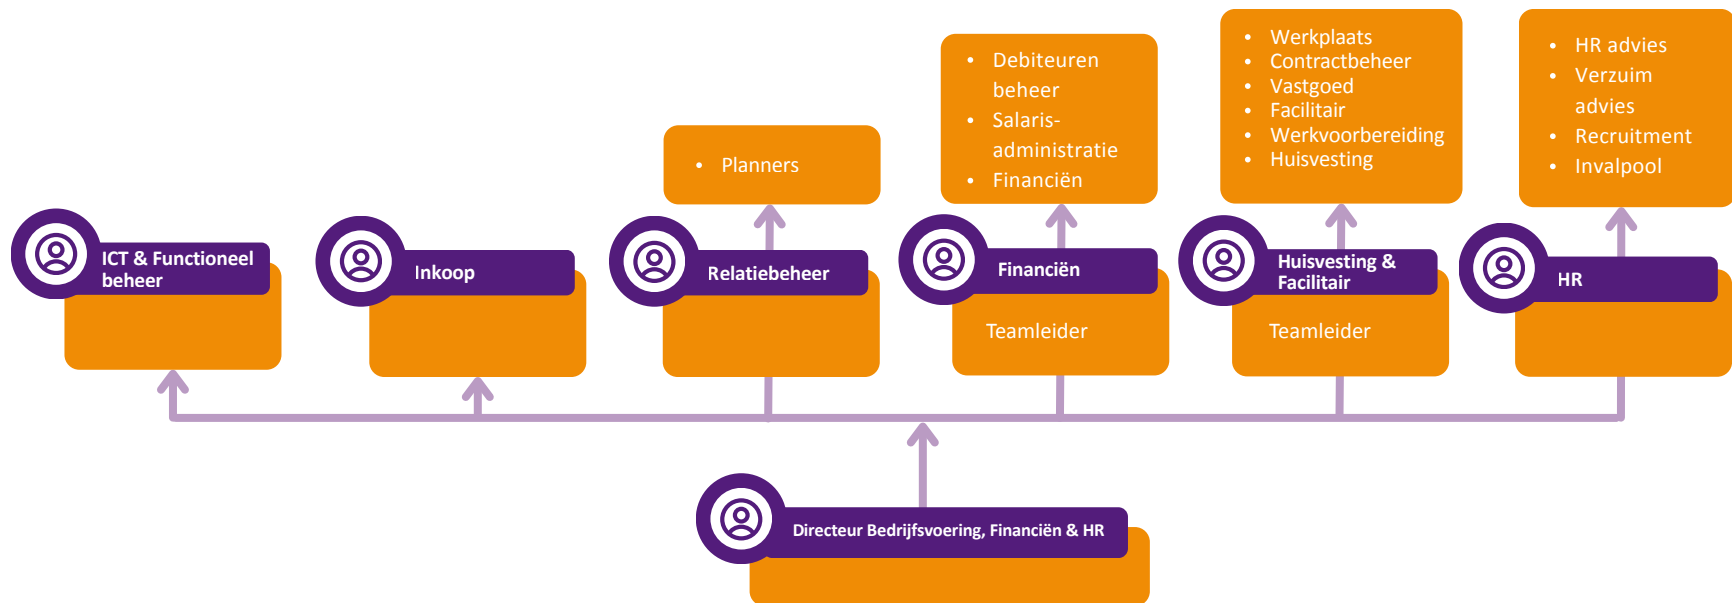 • Planners
• Debiteuren
beheer
• Salaris-
administratie
• Financiën
• Werkplaats
• Contractbeheer
• Vastgoed
• Facilitair
• Werkvoorbereiding
• Huisvesting
• HR advies
• Verzuim
advies
• Recruitment
• Invalpool
ICT & Functioneel
beheer
Inkoop
Relatiebeheer
Financiën
Teamleider
Huisvesting &
Facilitair
Teamleider
HR
Directeur Bedrijfsvoering, Financiën & HR